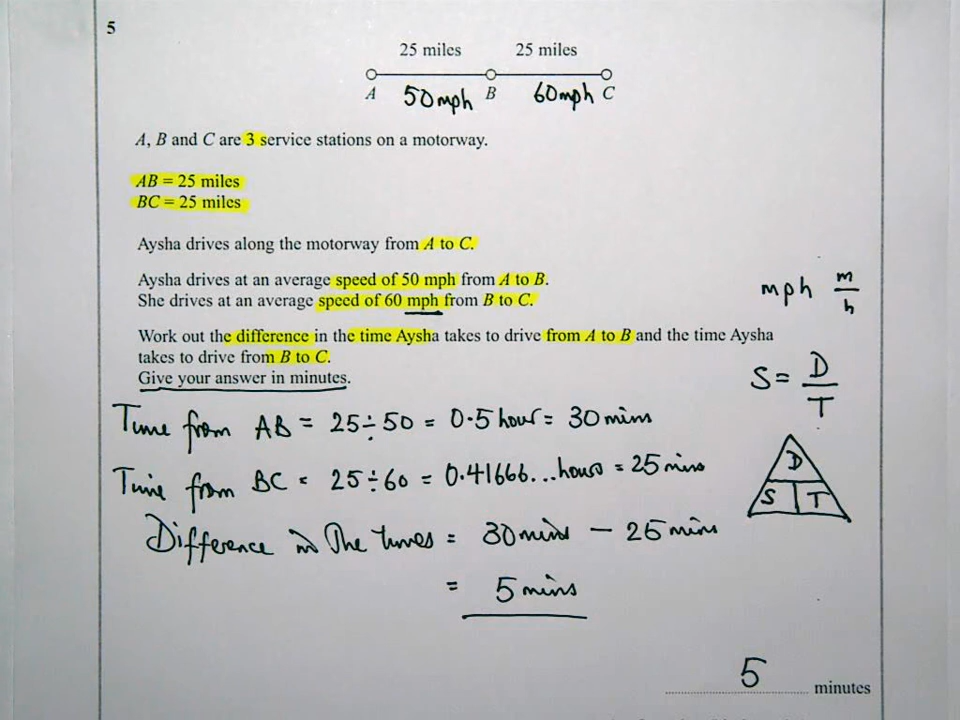 5
25 miles 25 miles
A 50mph B 60mph C
A, B and C are 3 service stations on a motorway.
AB = 25 miles
BC = 25 miles
Aysha drives along the motorway from A to C.
Aysha drives at an average speed of 50 mph from A to B.
She drives at an average speed of 60 mph from B to C.
mph m/h
Work out the difference in the time Aysha takes to drive from A to B and the time Aysha
takes to drive from B to C.
Give your answer in minutes.
S = D/T
Time from AB = 25 ÷ 50 = 0.5 hour = 30 mins
D
S T
Time from BC = 25 ÷ 60 = 0.41666...hours = 25 mins
Difference in The times = 30 mins - 25 mins
= 5 mins
5 minutes